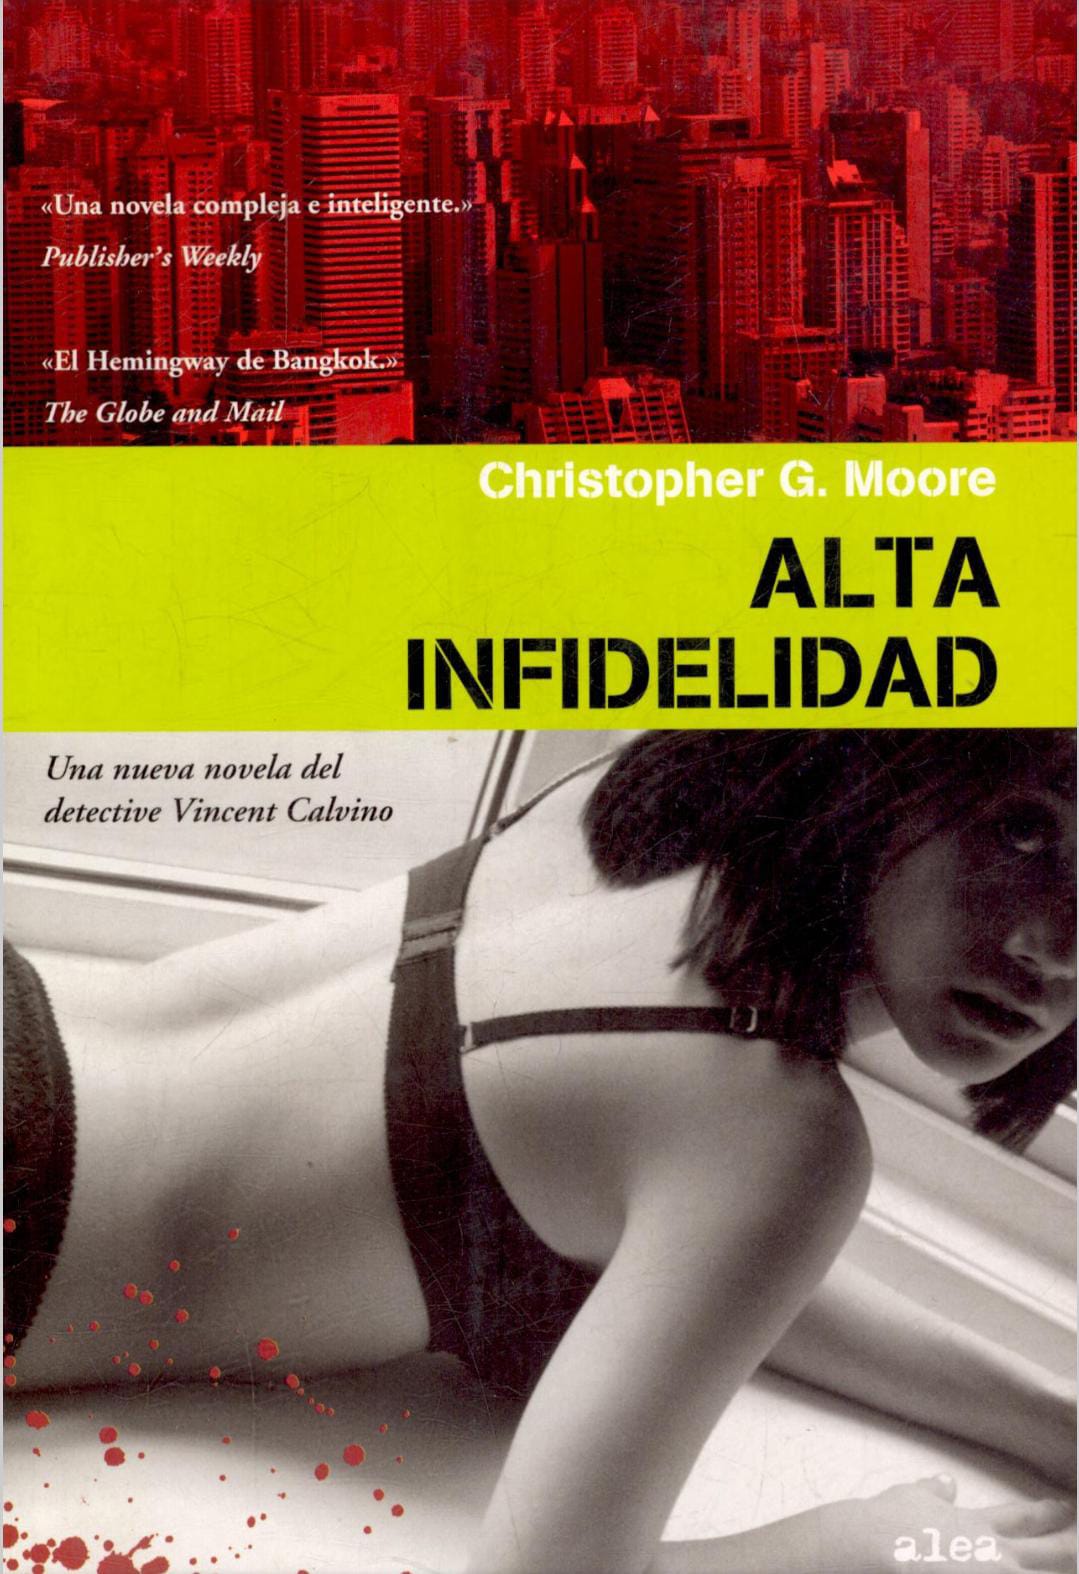 «Una novela compleja e inteligente.»
Publisher's Weekly
«El Hemingway de Bangkok.»
The Globe and Mail
Christopher G. Moore
ALTA
INFIDELIDAD
Una nueva novela del
detective Vincent Calvino
alea